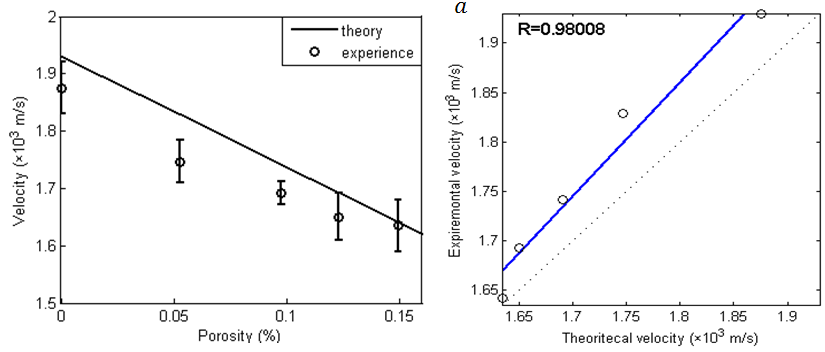 theory
experience
2
1.9
1.8
1.7
1.6
1.5
0
0.05
0.1
0.15
Velocity (×10³ m/s)
Porosity (%)
a
R=0.98008
1.9
1.85
1.8
1.75
1.7
1.65
1.65
1.7
1.75
1.8
1.85
1.9
Expiremontal velocity (×10³ m/s)
Theoritecal velocity (×10³ m/s)